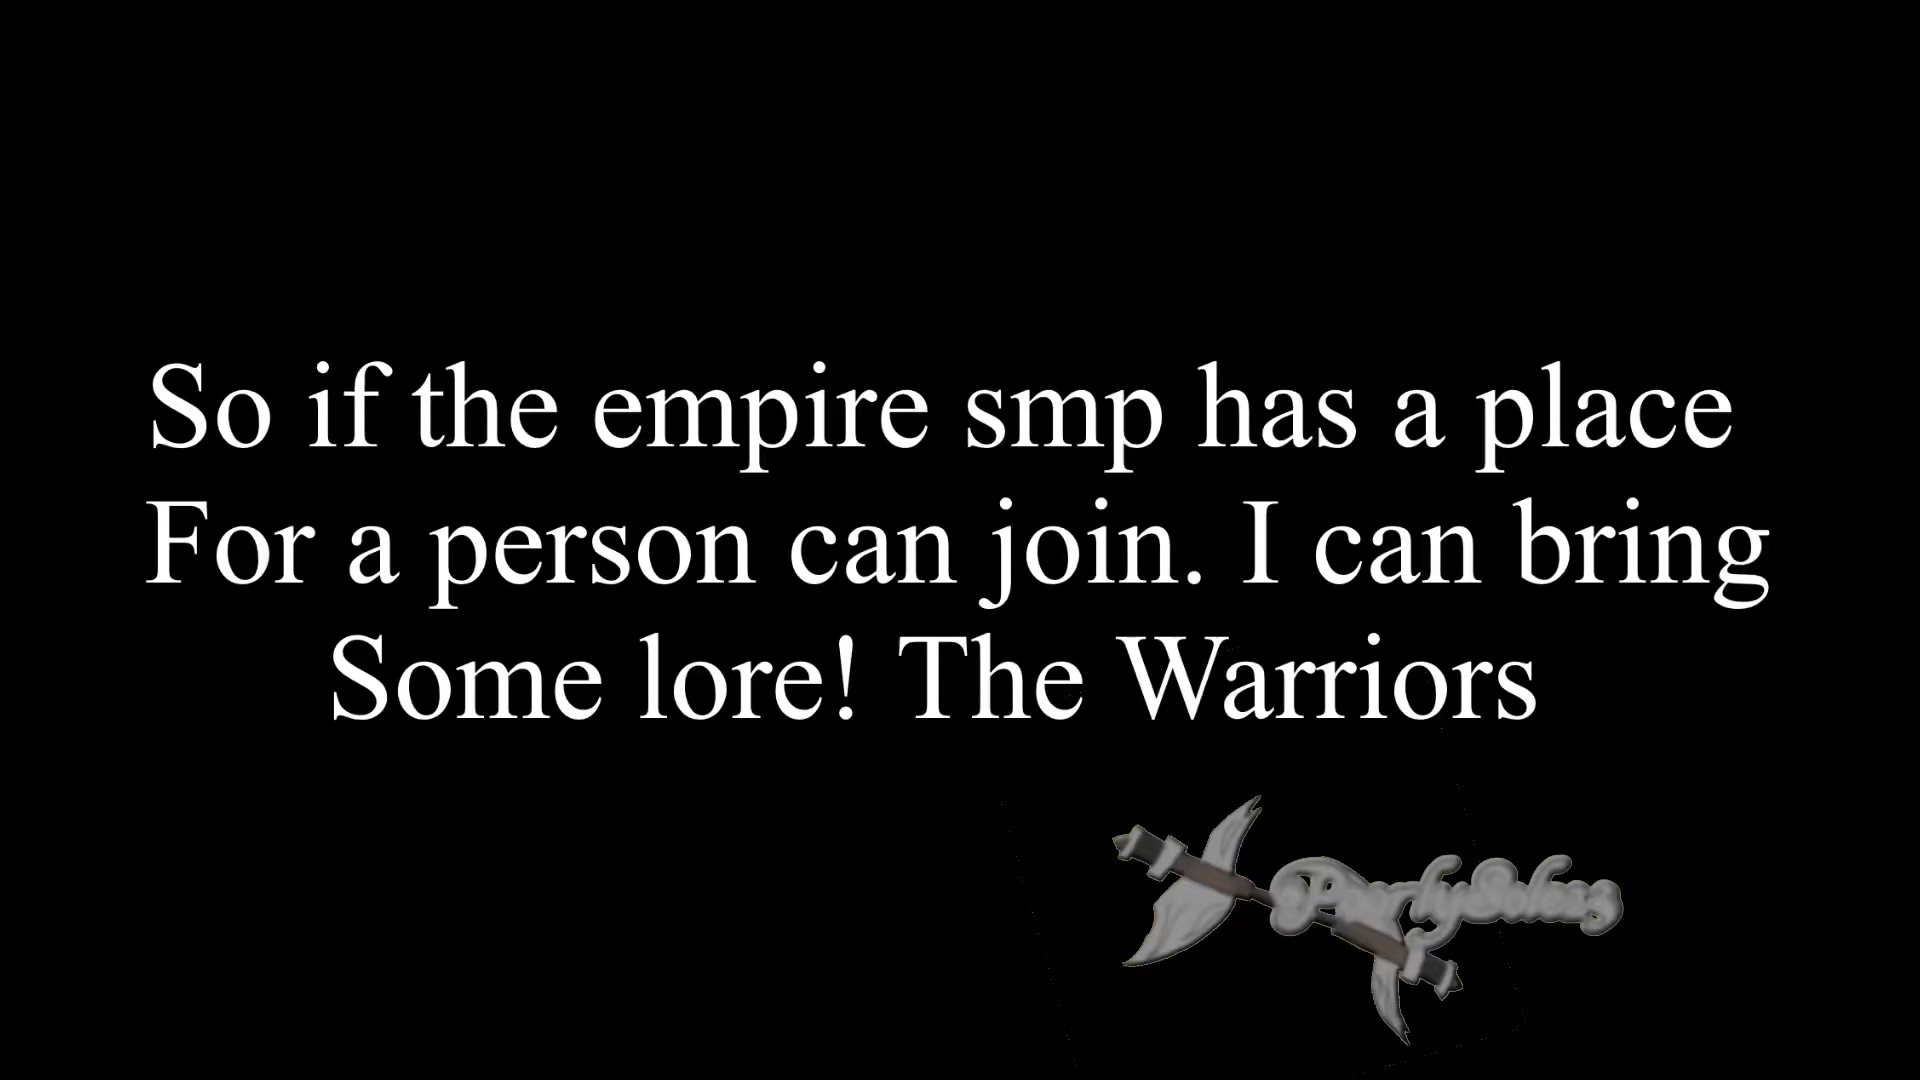 So if the empire smp has a place
For a person can join. I can bring
Some lore! The Warriors